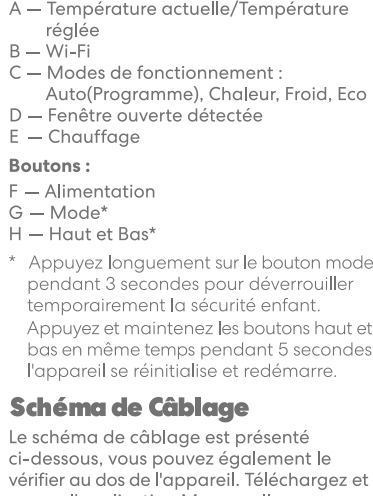 A — Température actuelle/Température
réglée
B — Wi-Fi
C — Modes de fonctionnement :
Auto(Programme), Chaleur, Froid, Eco
D — Fenêtre ouverte détectée
E — Chauffage
Boutons :
F — Alimentation
G — Mode*
H — Haut et Bas*
* Appuyez longuement sur le bouton mode
pendant 3 secondes pour déverrouiller
temporairement la sécurité enfant.
Appuyez et maintenez les boutons haut et
bas en même temps pendant 5 secondes
l'appareil se réinitialise et redémarre.
Schéma de Câblage
Le schéma de câblage est présenté
ci-dessous, vous pouvez également le
vérifier au dos de l'appareil. Téléchargez et